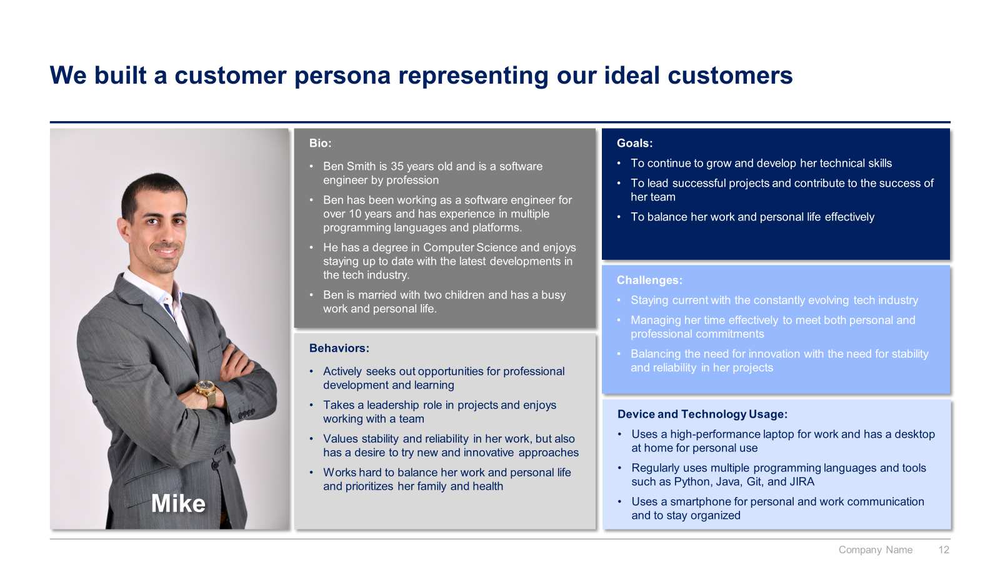 We built a customer persona representing our ideal customers
Mike
Bio:
• Ben Smith is 35 years old and is a software
engineer by profession
• Ben has been working as a software engineer for
over 10 years and has experience in multiple
programming languages and platforms.
• He has a degree in Computer Science and enjoys
staying up to date with the latest developments in
the tech industry.
• Ben is married with two children and has a busy
work and personal life.
Behaviors:
• Actively seeks out opportunities for professional
development and learning
• Takes a leadership role in projects and enjoys
working with a team
• Values stability and reliability in her work, but also
has a desire to try new and innovative approaches
• Works hard to balance her work and personal life
and prioritizes her family and health
Goals:
• To continue to grow and develop her technical skills
• To lead successful projects and contribute to the success of
her team
• To balance her work and personal life effectively
Challenges:
• Staying current with the constantly evolving tech industry
• Managing her time effectively to meet both personal and
professional commitments
• Balancing the need for innovation with the need for stability
and reliability in her projects
Device and Technology Usage:
• Uses a high-performance laptop for work and has a desktop
at home for personal use
• Regularly uses multiple programming languages and tools
such as Python, Java, Git, and JIRA
• Uses a smartphone for personal and work communication
and to stay organized
Company Name 12